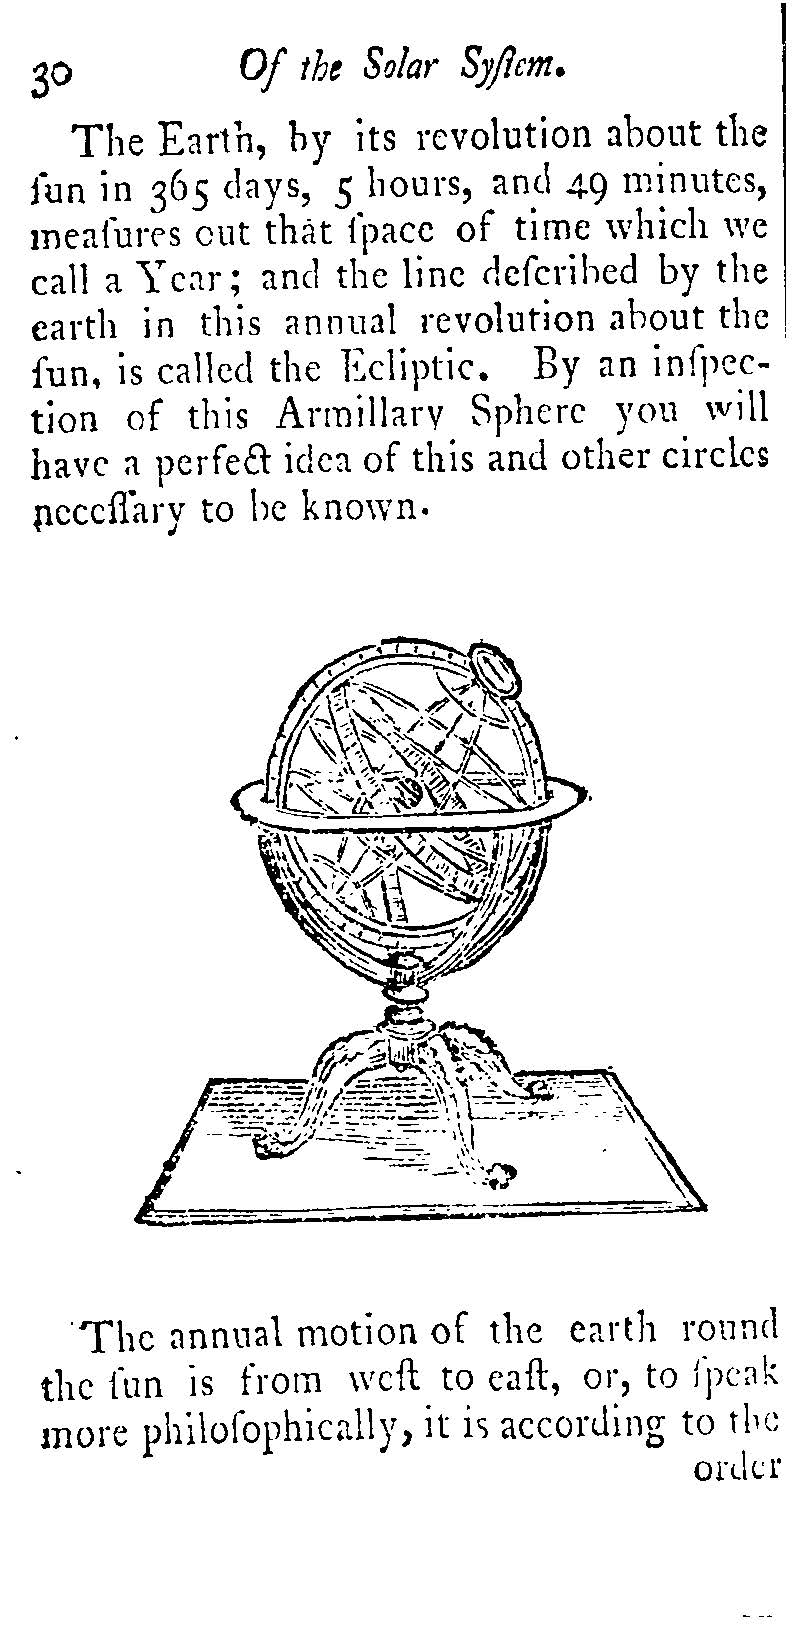 30 Of the Solar Syſtem.
The Earth, by its revolution about the
ſun in 365 days, 5 hours, and 49 minutes,
meaſures out that ſpace of time which we
call a Year; and the line deſcribed by the
earth in this annual revolution about the
ſun, is called the Ecliptic. By an inſpec-
tion of this Armillary Sphere you will
have a perfect idea of this and other circles
neceſſary to be known.
The annual motion of the earth round
the ſun is from weſt to eaſt, or, to ſpeak
more philoſophically, it is according to the
order